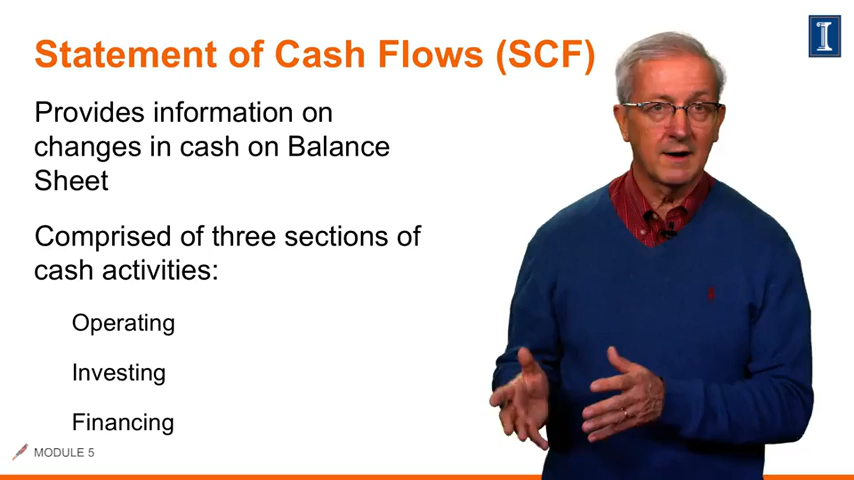 Statement of Cash Flows (SCF)
Provides information on
changes in cash on Balance
Sheet
Comprised of three sections of
cash activities:
Operating
Investing
Financing
MODULE 5
I